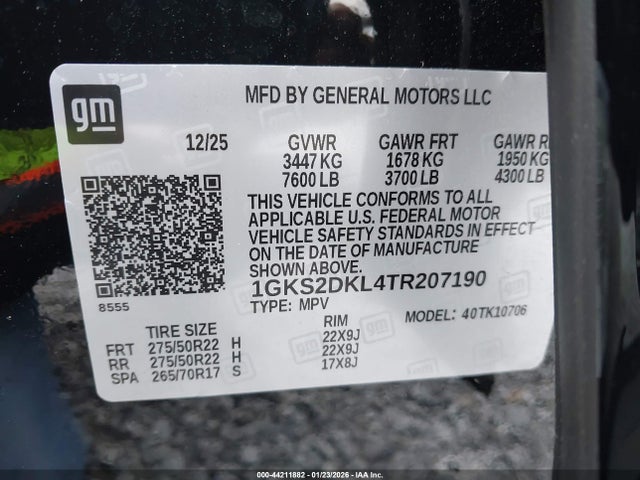 gm
MFD BY GENERAL MOTORS LLC
12/25 GVWR GAWR FRT GAWR R
3447 KG 1678 KG 1950 KG
7600 LB 3700 LB 4300 LB
THIS VEHICLE CONFORMS TO ALL
APPLICABLE U.S. FEDERAL MOTOR
VEHICLE SAFETY STANDARDS IN EFFECT
ON THE DATE OF MANUFACTURE
SHOWN ABOVE.
8555
1GKS2DKL4TR207190
TYPE: MPV MODEL: 40TK10706
TIRE SIZE RIM
FRT 275/50R22 H 22X9J
RR 275/50R22 H 22X9J
SPA 265/70R17 S 17X8J
000-44211882 - 01/23/2026 - IAA Inc.